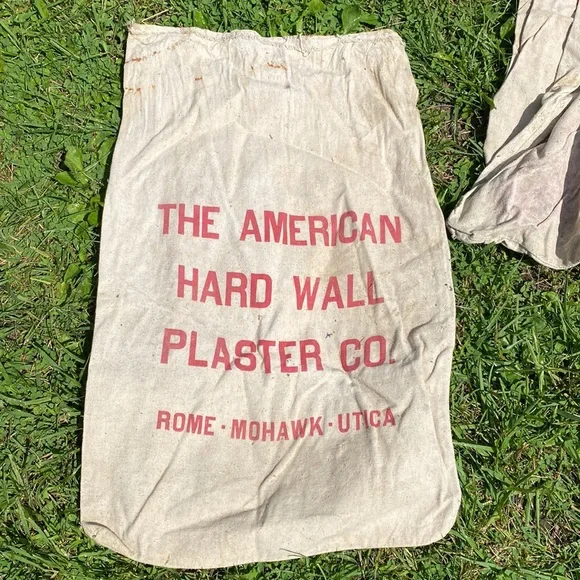 THE AMERICAN
HARD WALL
PLASTER CO.
ROME · MOHAWK · UTICA